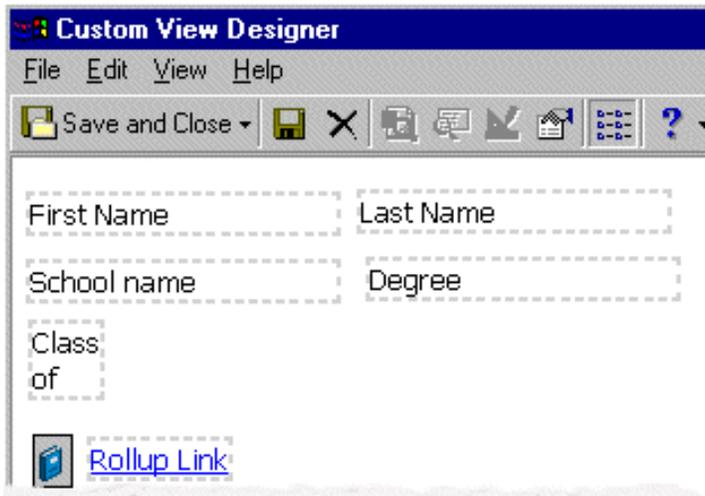 Custom View Designer
File Edit View Help
Save and Close ?
First Name Last Name
School name Degree
Class
of
Rollup Link